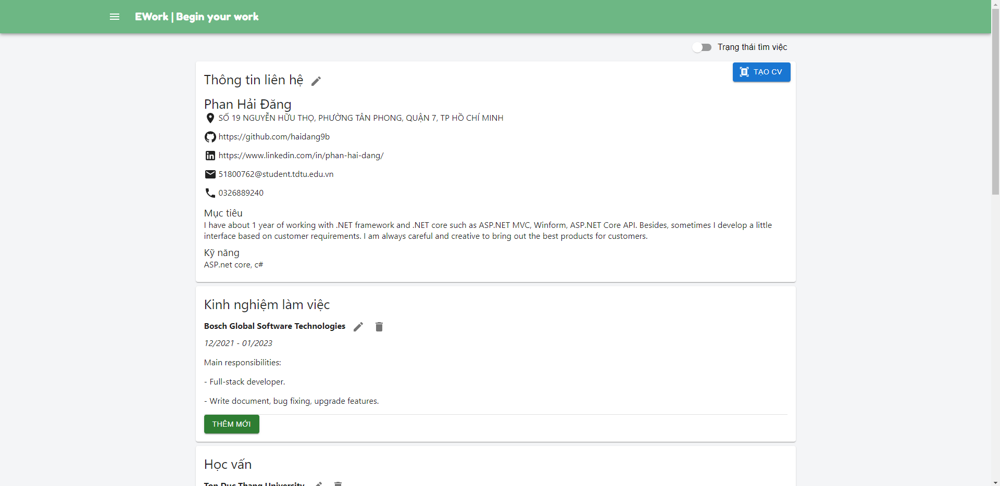 EWork | Begin your work
Trạng thái tìm việc
TẠO CV
Thông tin liên hệ
Phan Hải Đăng
SỐ 19 NGUYỄN HỮU THỌ, PHƯỜNG TÂN PHONG, QUẬN 7, TP HỒ CHÍ MINH
https://github.com/haidang9b
https://www.linkedin.com/in/phan-hai-dang/
51800762@student.tdtu.edu.vn
0326889240
Mục tiêu
I have about 1 year of working with .NET framework and .NET core such as ASP.NET MVC, Winform, ASP.NET Core API. Besides, sometimes I develop a little
interface based on customer requirements. I am always careful and creative to bring out the best products for customers.
Kỹ năng
ASP.net core, c#
Kinh nghiệm làm việc
Bosch Global Software Technologies
12/2021 - 01/2023
Main responsibilities:
- Full-stack developer.
- Write document, bug fixing, upgrade features.
THÊM MỚI
Học vấn
Ton Duc Thang University